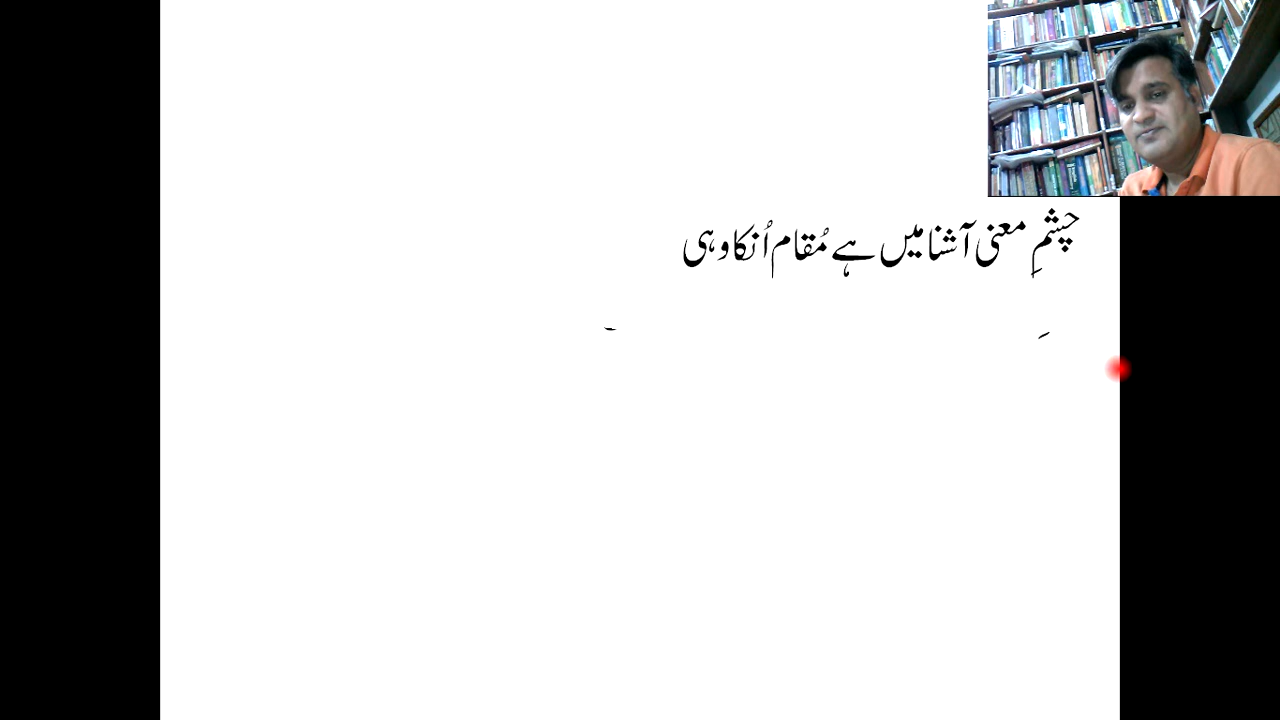 چشمِ معنی آشنا میں ہے مُقام اُنکا وہی